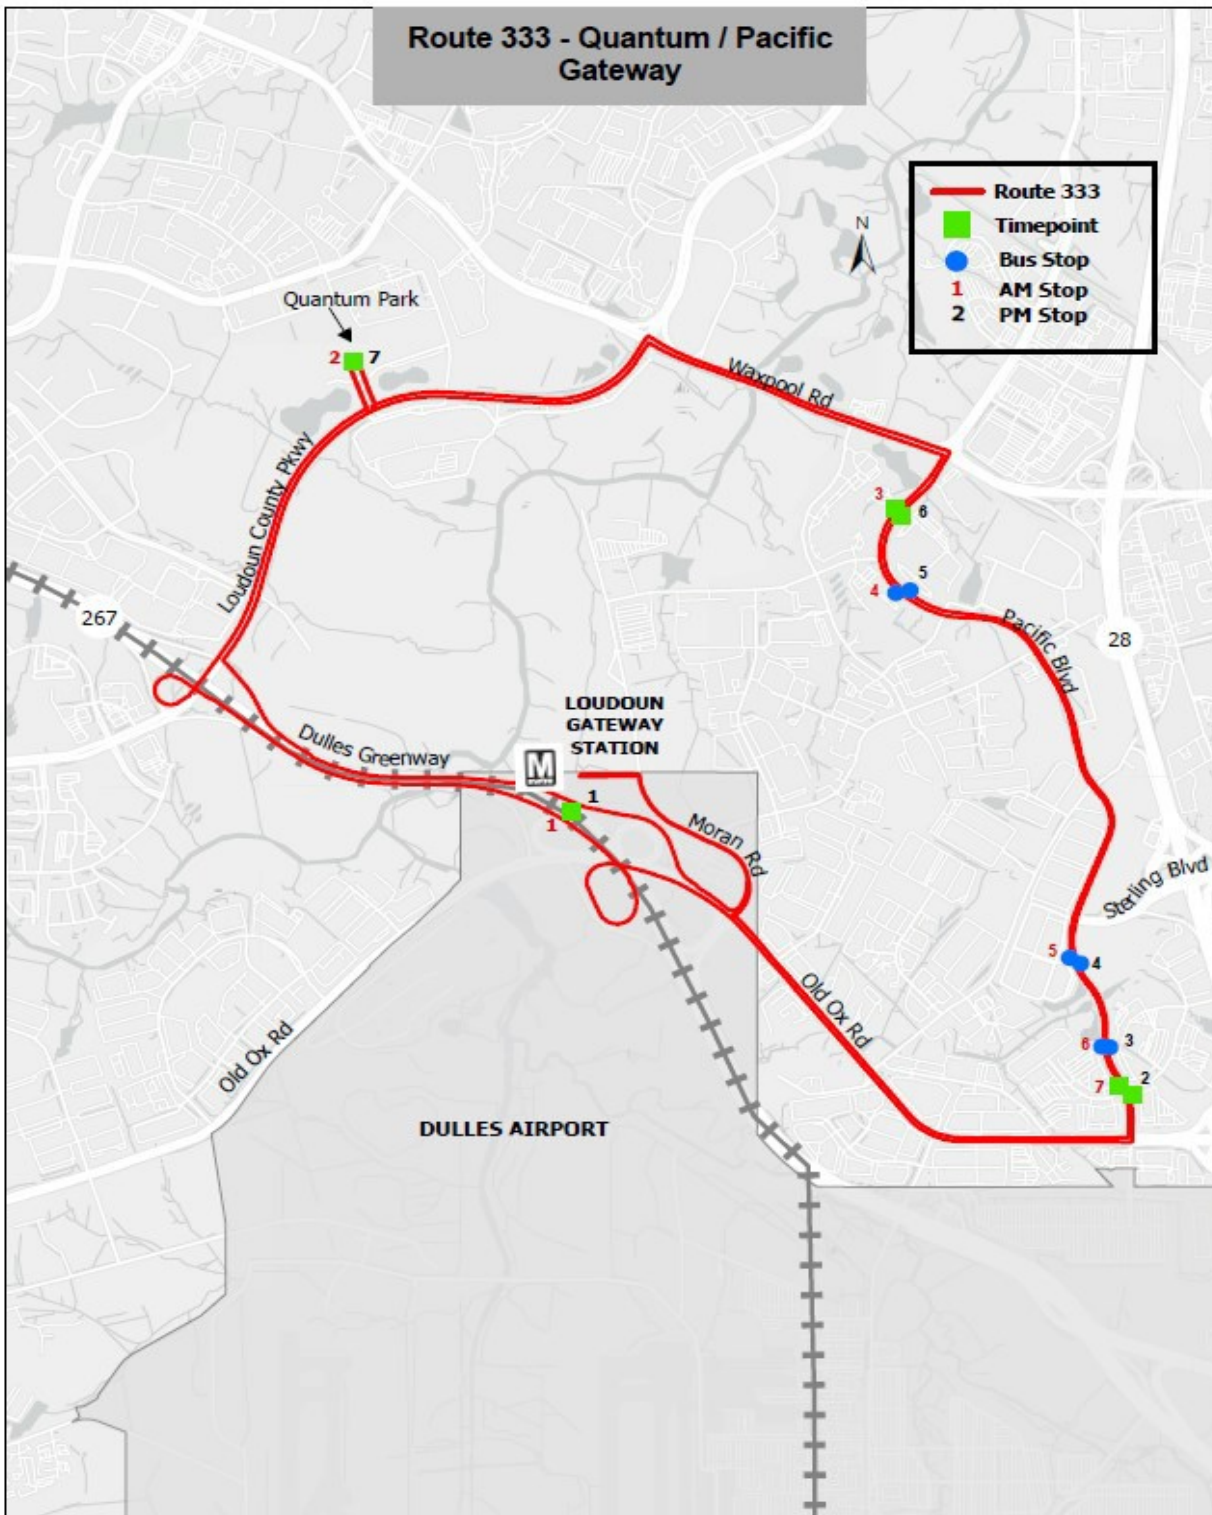 Route 333 - Quantum / Pacific
Gateway
Route 333
Timepoint
Bus Stop
1 AM Stop
2 PM Stop
N
Quantum Park
2 7
Waxpool Rd
Loudoun County Pkwy
3 6
4 5
267
28
Pacific Blvd
LOUDOUN
GATEWAY
STATION
Dulles Greenway
M
1
1
Moran Rd
Sterling Blvd
5 4
Old Ox Rd
Old Ox Rd
6 3
7 2
DULLES AIRPORT